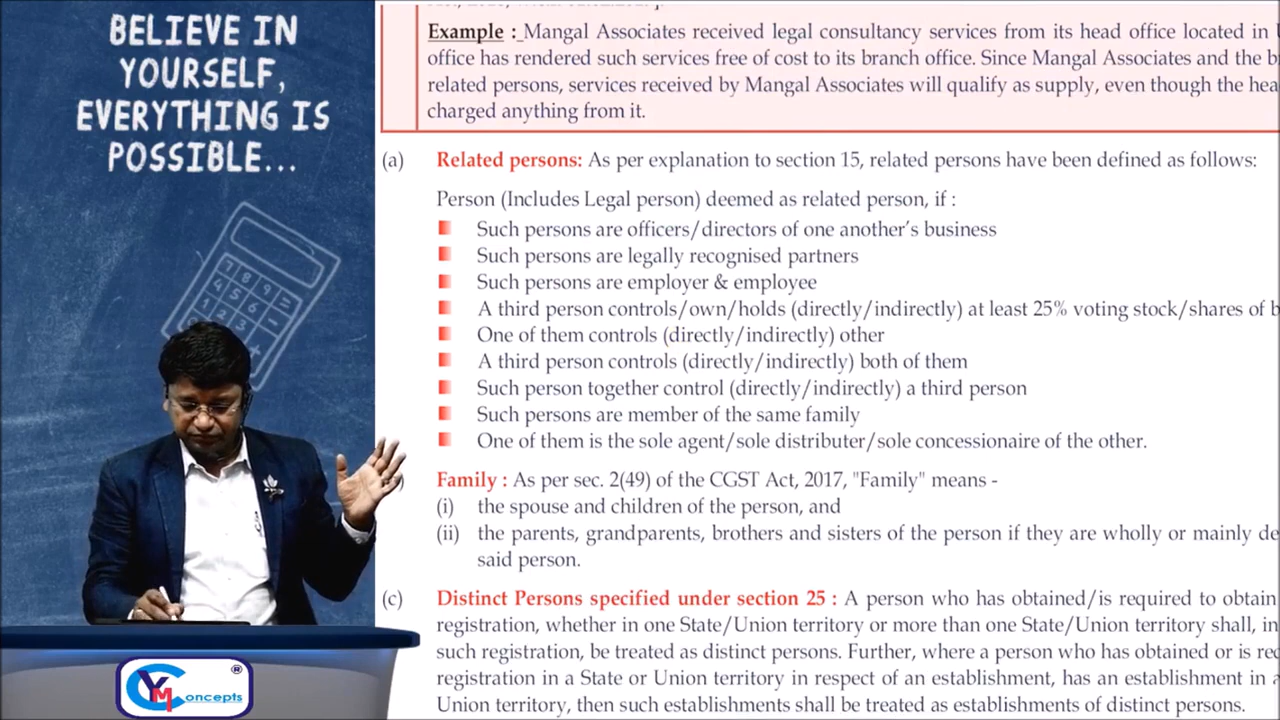 BELIEVE IN
YOURSELF,
EVERYTHING IS
POSSIBLE...
7 8 9
4 5 6
Example : Mangal Associates received legal consultancy services from its head office located in
office has rendered such services free of cost to its branch office. Since Mangal Associates and the
related persons, services received by Mangal Associates will qualify as supply, even though the
charged anything from it.
(a) Related persons: As per explanation to section 15, related persons have been defined as follows:
Person (Includes Legal person) deemed as related person, if :
Such persons are officers/directors of one another's business
Such persons are legally recognised partners
Such persons are employer & employee
A third person controls/own/holds (directly/indirectly) at least 25% voting stock/shares of
One of them controls (directly/indirectly) other
A third person controls (directly/indirectly) both of them
Such person together control (directly/indirectly) a third person
Such persons are member of the same family
One of them is the sole agent/sole distributer/sole concessionaire of the other.
Family : As per sec. 2(49) of the CGST Act, 2017, "Family" means -
(i) the spouse and children of the person, and
(ii) the parents, grandparents, brothers and sisters of the person if they are wholly or mainly
said person.
(c) Distinct Persons specified under section 25 : A person who has obtained/is required to obtain
registration, whether in one State/Union territory or more than one State/Union territory shall, in
such registration, be treated as distinct persons. Further, where a person who has obtained or is
registration in a State or Union territory in respect of an establishment, has an establishment in
Union territory, then such establishments shall be treated as establishments of distinct persons.
YM Concepts ®